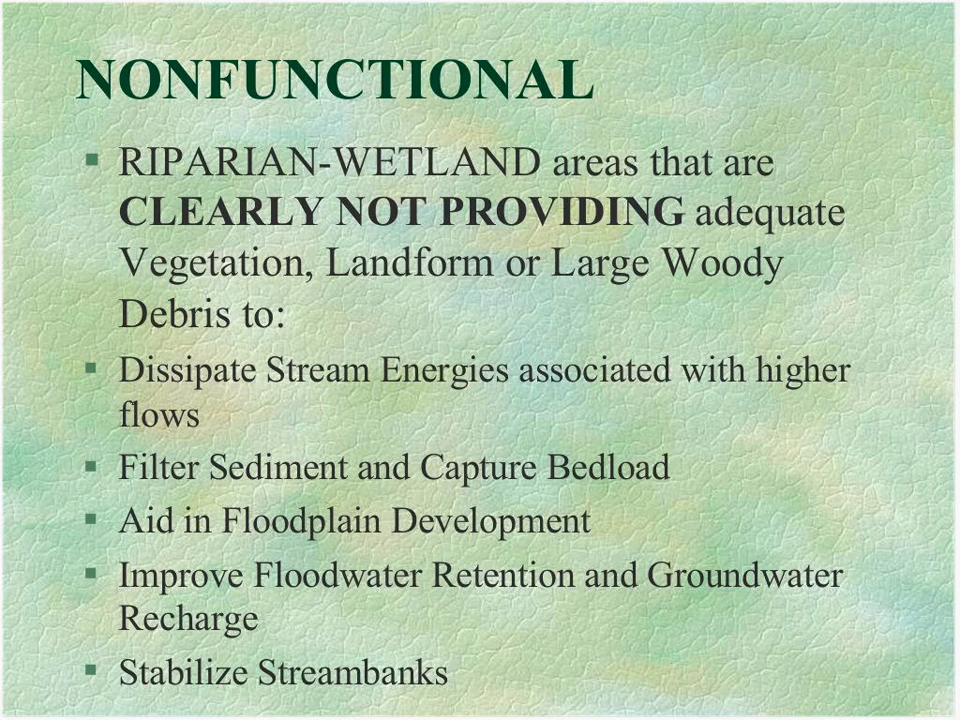 NONFUNCTIONAL
▪ RIPARIAN-WETLAND areas that are
CLEARLY NOT PROVIDING adequate
Vegetation, Landform or Large Woody
Debris to:
▪ Dissipate Stream Energies associated with higher
flows
▪ Filter Sediment and Capture Bedload
▪ Aid in Floodplain Development
▪ Improve Floodwater Retention and Groundwater
Recharge
▪ Stabilize Streambanks